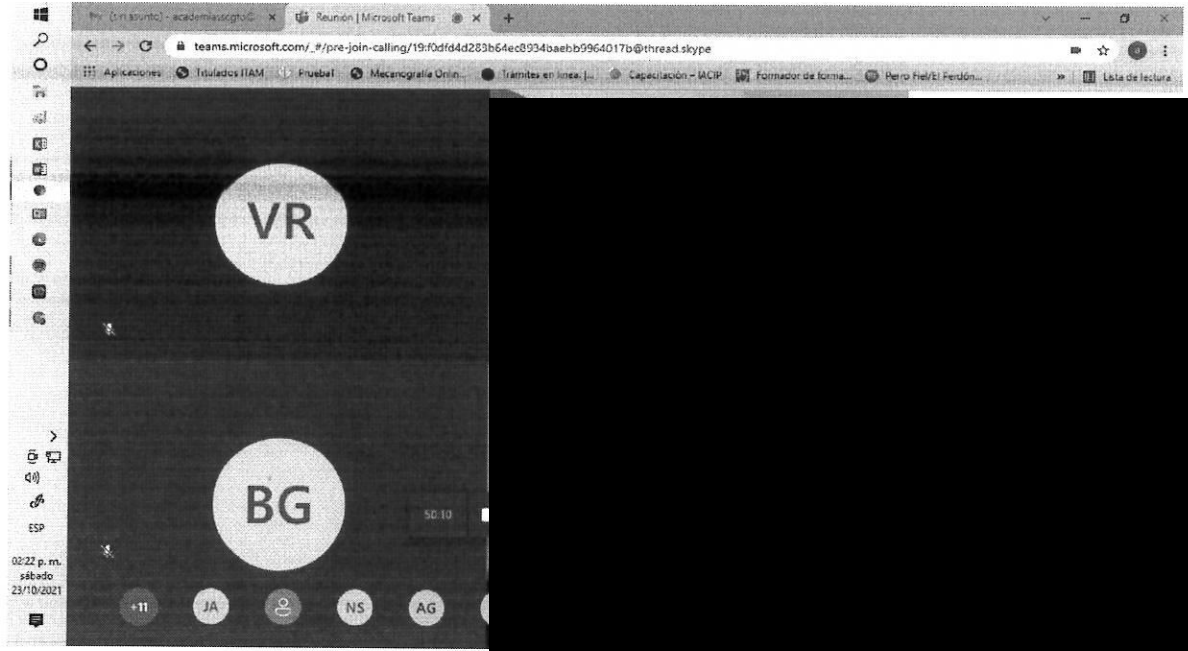 (sin asunto) - academiasscgto@
Reunión | Microsoft Teams
teams.microsoft.com/_#/pre-join-calling/19:f0dfd4d283b64ec8934baebb9964017b@thread.skype
Aplicaciones
Titulados ITAM
Prueba1
Mecanografía Onlin...
Trámites en línea. |...
Capacitación – IACIP
Formador de forma...
Perro Fiel/El Perdón...
»
Lista de lectura
VR
BG
50:10
+11
JA
NS
AG
ESP
02:22 p. m.
sábado
23/10/2021